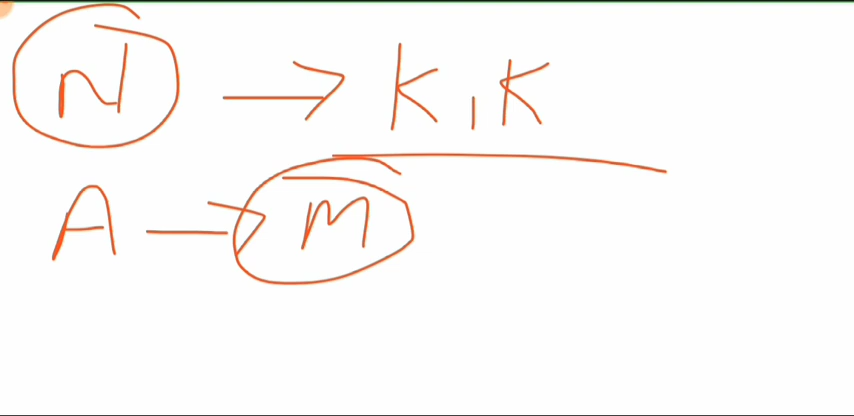 N → K, K
A → M